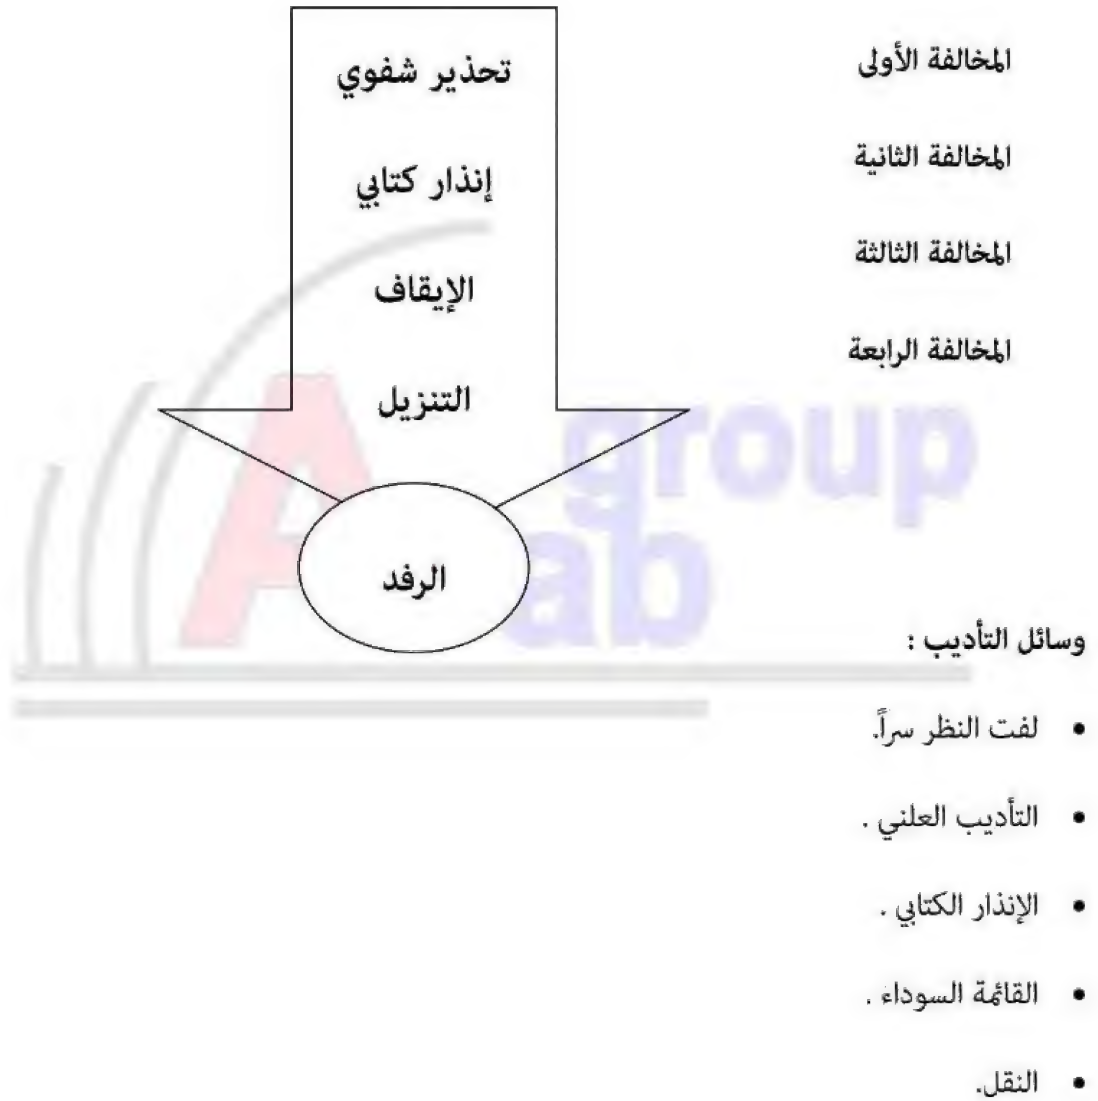 المخالفة الأولى
تحذير شفوي
المخالفة الثانية
إنذار كتابي
المخالفة الثالثة
الإيقاف
المخالفة الرابعة
التنزيل
group
ab
الرفد
وسائل التأديب :
• لفت النظر سراً.
• التأديب العلني .
• الإنذار الكتابي .
• القائمة السوداء .
• النقل.